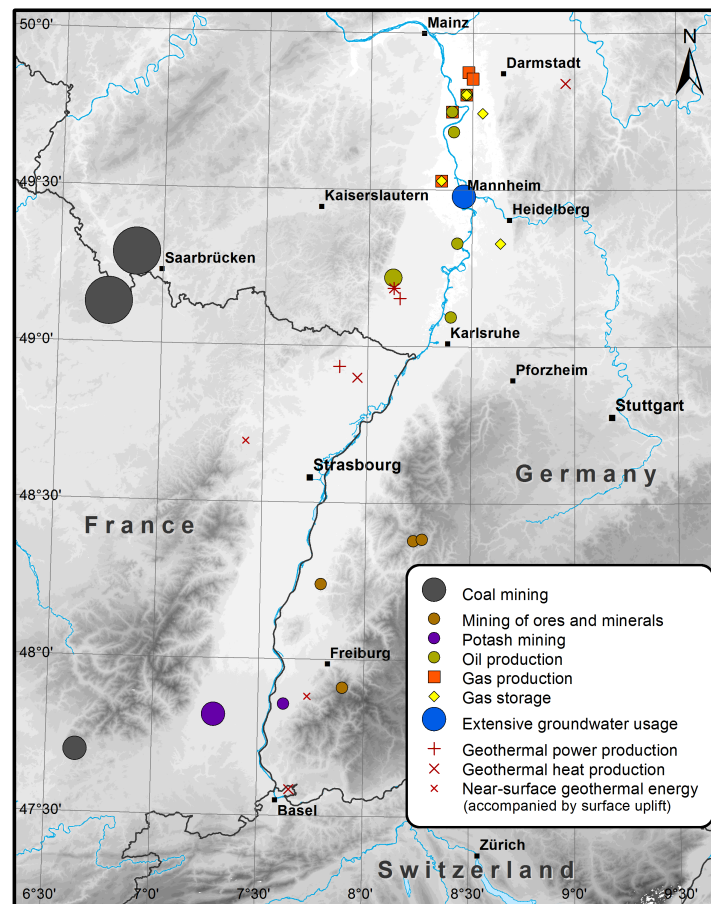 50°0'
Mainz
N
Darmstadt
49°30'
Mannheim
Kaiserslautern
Heidelberg
Saarbrücken
49°0'
Karlsruhe
Pforzheim
Stuttgart
Strasbourg
Germany
48°30'
France
Coal mining
Mining of ores and minerals
Potash mining
48°0'
Freiburg
Oil production
Gas production
Gas storage
Extensive groundwater usage
Geothermal power production
Geothermal heat production
Near-surface geothermal energy
(accompanied by surface uplift)
47°30'
Basel
Zürich
Switzerland
6°30'
7°0'
7°30'
8°0'
8°30'
9°0'
9°30'